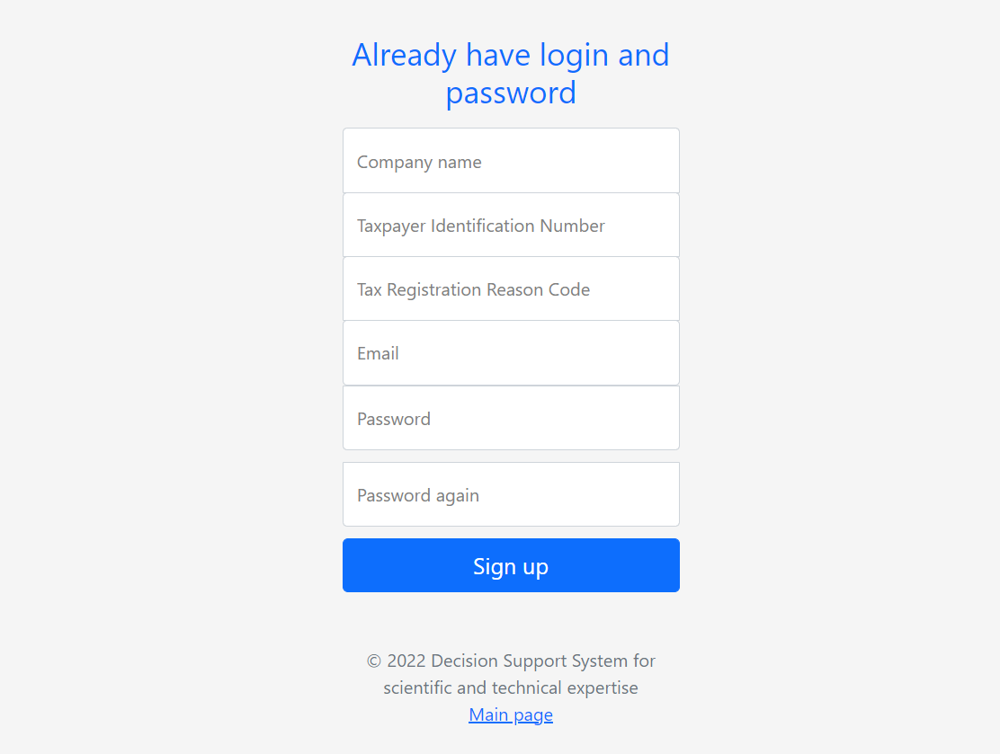 Already have login and
password
Company name
Taxpayer Identification Number
Tax Registration Reason Code
Email
Password
Password again
Sign up
© 2022 Decision Support System for
scientific and technical expertise
Main page